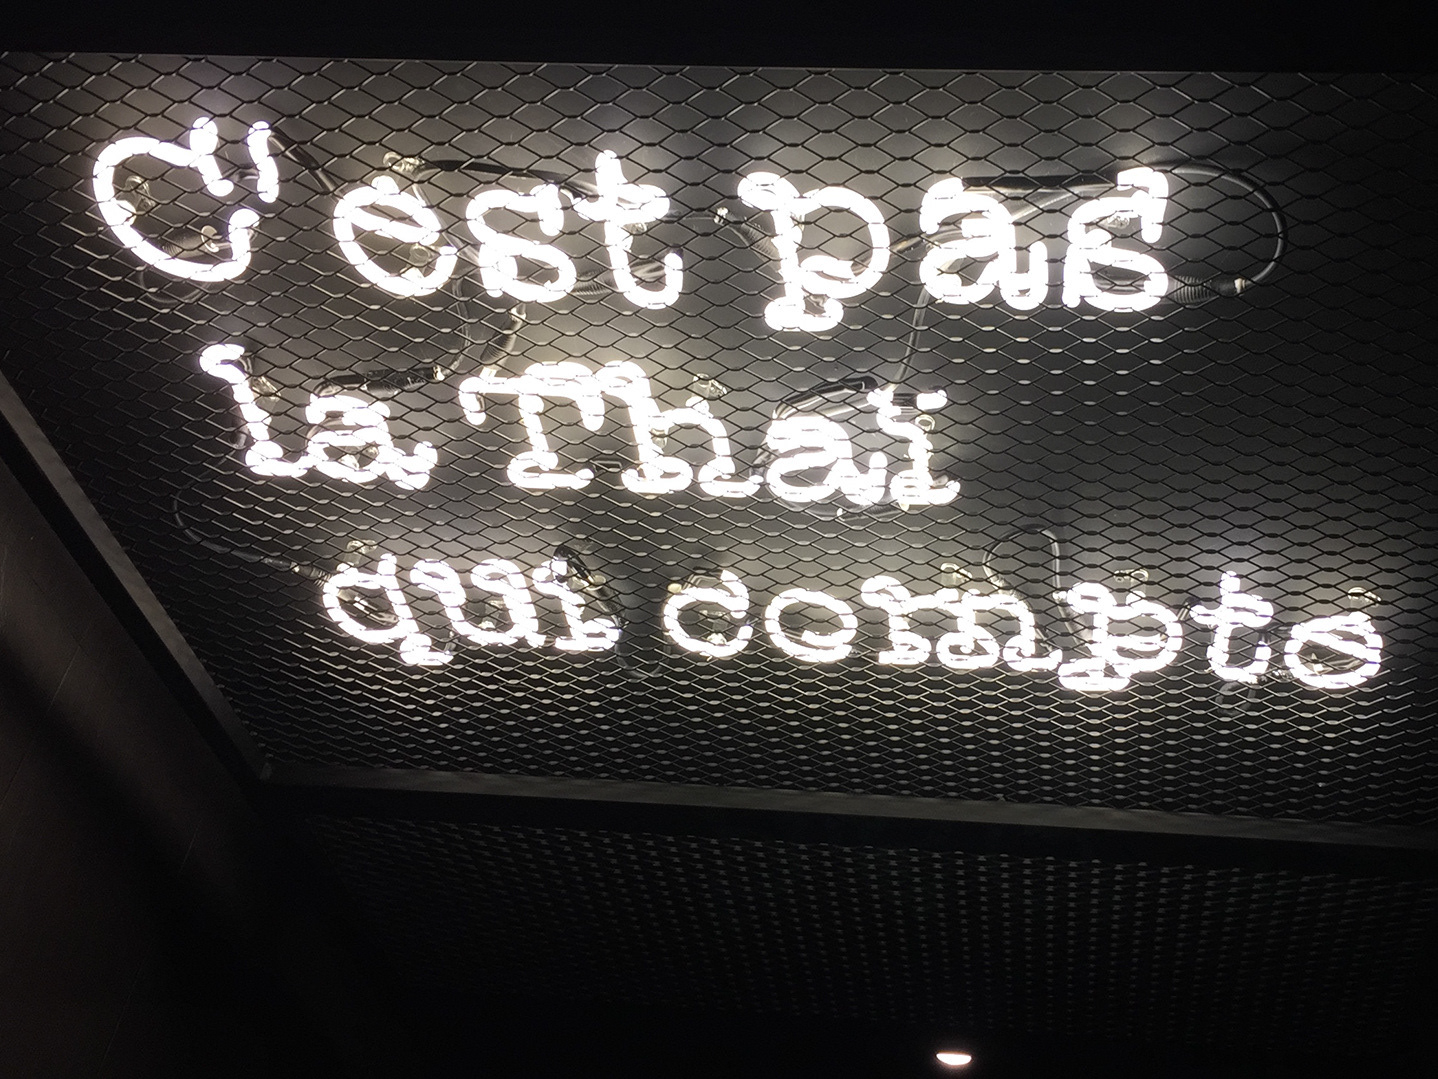 C'est pas
la Thaï
qui compte